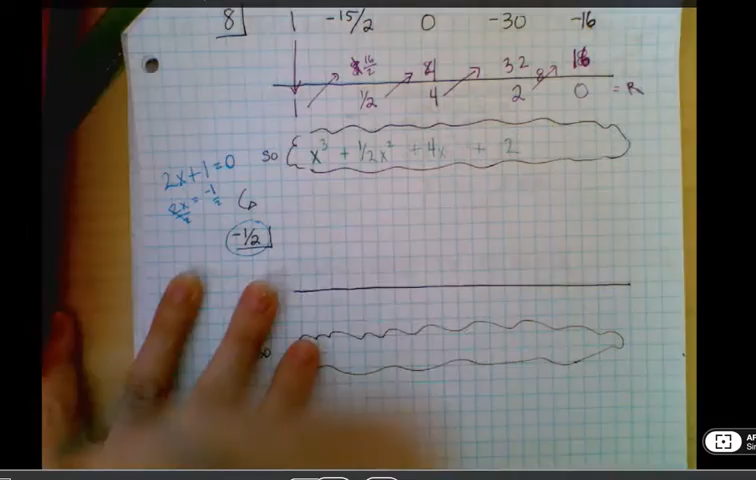 8 1 -15/2 0 -30 -16
16/2 4 32 16
1 1/2 4 2 0 = R
so x³ + 1/2x² + 4x + 2
2x+1=0
2x/2 = -1/2
-1/2